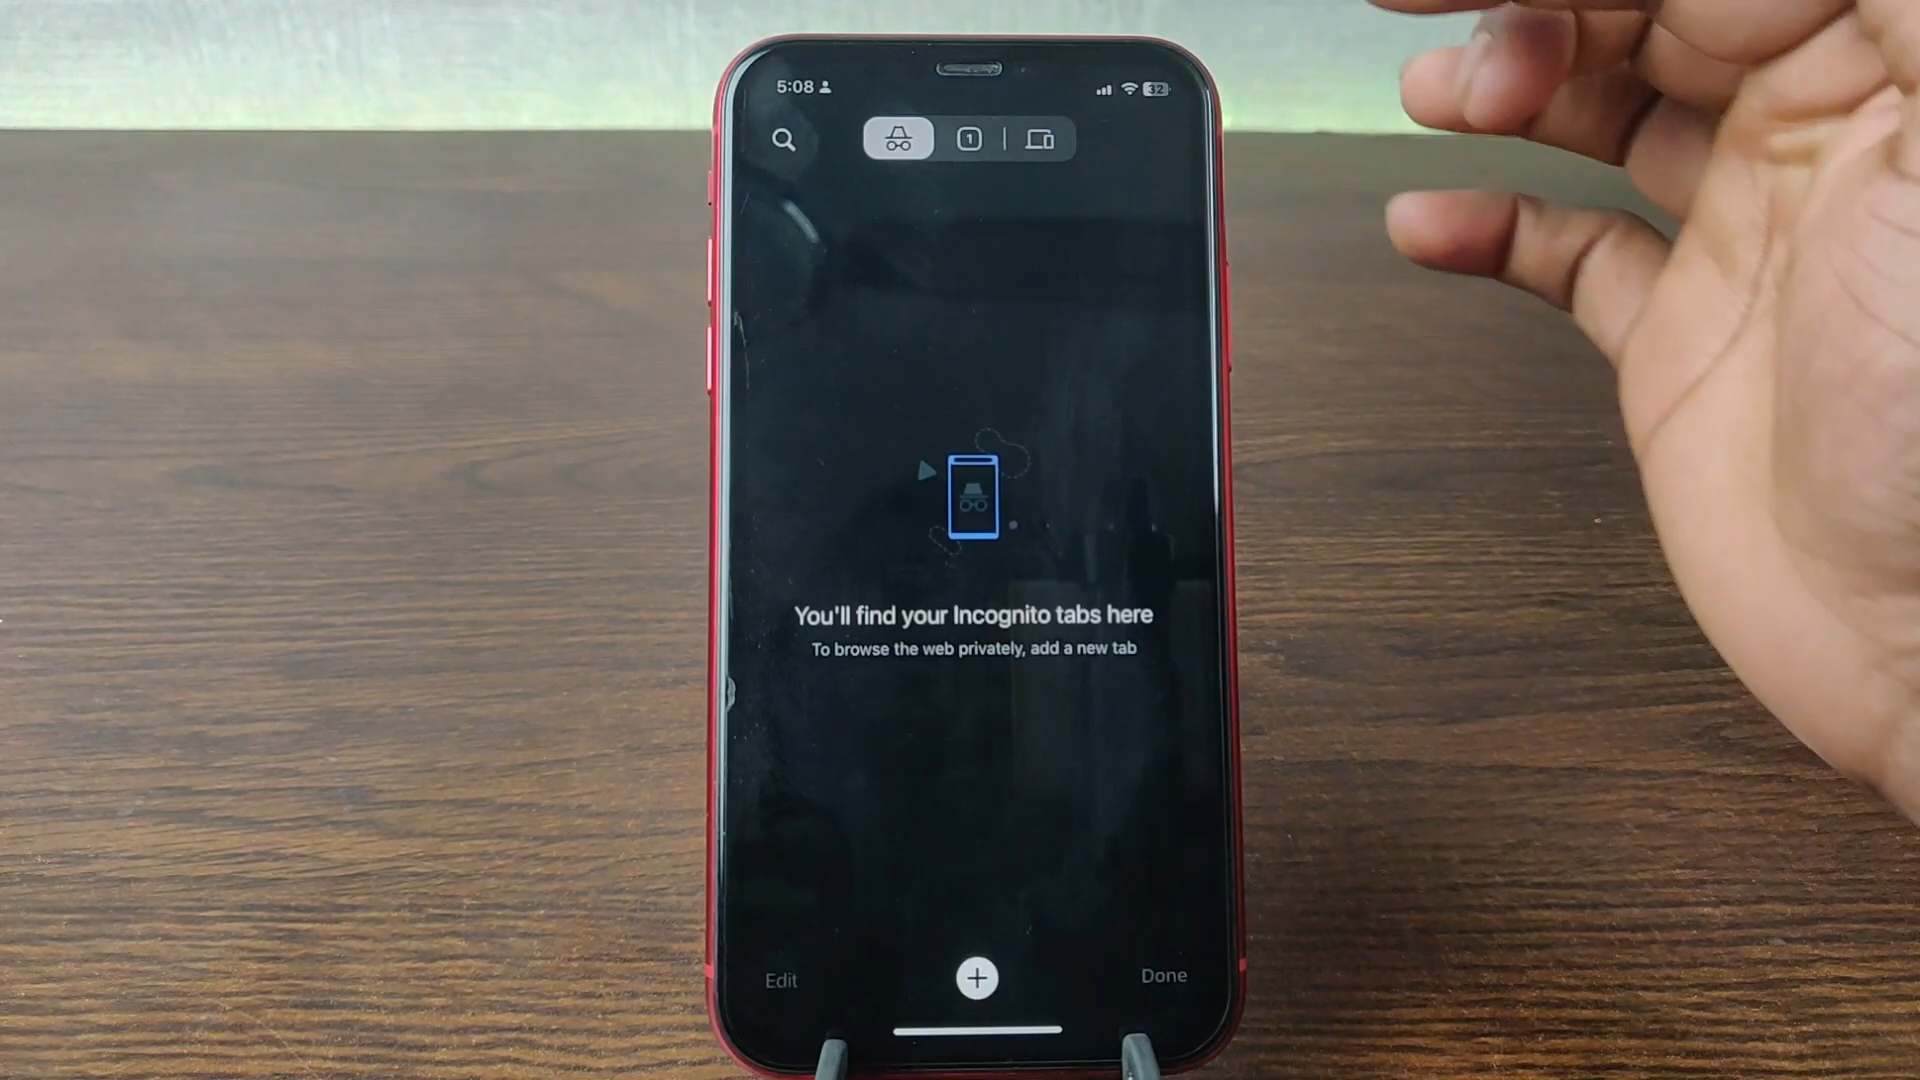 5:08
32
1
You'll find your Incognito tabs here
To browse the web privately, add a new tab
Edit
Done